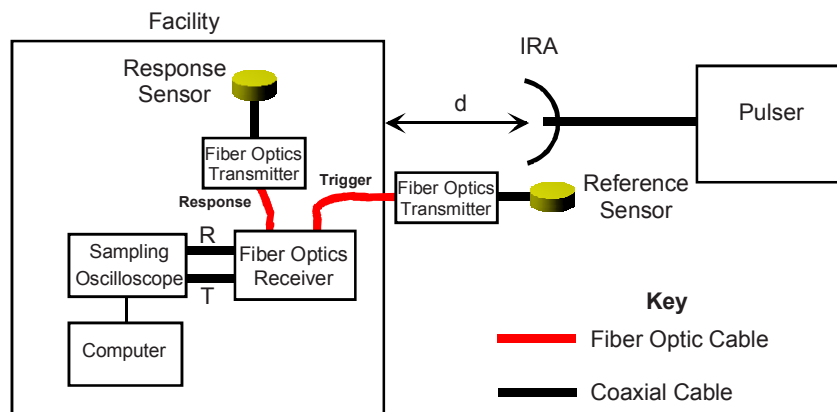 Facility
IRA
Response
Sensor
d
Pulser
Fiber Optics
Transmitter
Trigger
Fiber Optics
Transmitter
Reference
Sensor
Response
R
Sampling
Oscilloscope
T
Fiber Optics
Receiver
Computer
Key
Fiber Optic Cable
Coaxial Cable